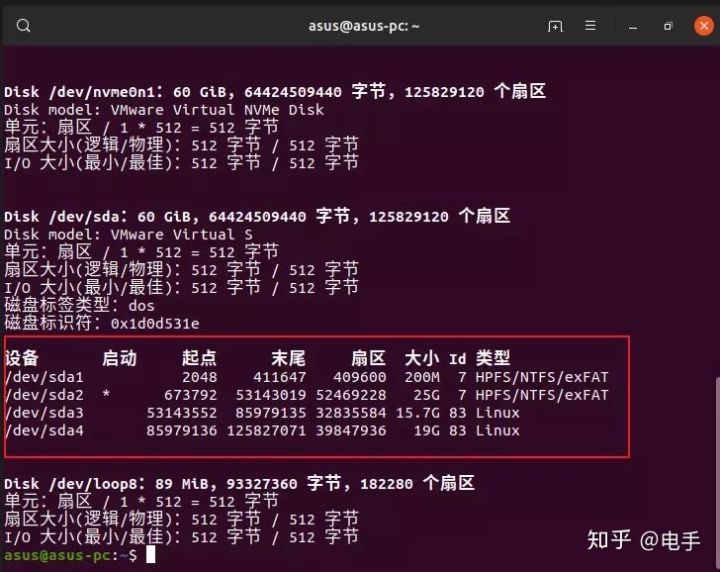 asus@asus-pc: ~
Disk /dev/nvme0n1：60 GiB，64424509440 字节，125829120 个扇区
Disk model: VMware Virtual NVMe Disk
单元：扇区 / 1 * 512 = 512 字节
扇区大小(逻辑/物理)：512 字节 / 512 字节
I/O 大小(最小/最佳)：512 字节 / 512 字节
Disk /dev/sda：60 GiB，64424509440 字节，125829120 个扇区
Disk model: VMware Virtual S
单元：扇区 / 1 * 512 = 512 字节
扇区大小(逻辑/物理)：512 字节 / 512 字节
I/O 大小(最小/最佳)：512 字节 / 512 字节
磁盘标签类型：dos
磁盘标识符：0x1d0d531e
设备 启动 起点 末尾 扇区 大小 Id 类型
/dev/sda1 2048 411647 409600 200M 7 HPFS/NTFS/exFAT
/dev/sda2 * 673792 53143019 52469228 25G 7 HPFS/NTFS/exFAT
/dev/sda3 53143552 85979135 32835584 15.7G 83 Linux
/dev/sda4 85979136 125827071 39847936 19G 83 Linux
Disk /dev/loop8：89 MiB，93327360 字节，182280 个扇区
单元：扇区 / 1 * 512 = 512 字节
扇区大小(逻辑/物理)：512 字节 / 512 字节
I/O 大小(最小/最佳)：512 字节 / 512 字节
asus@asus-pc:~$
知乎 @电手